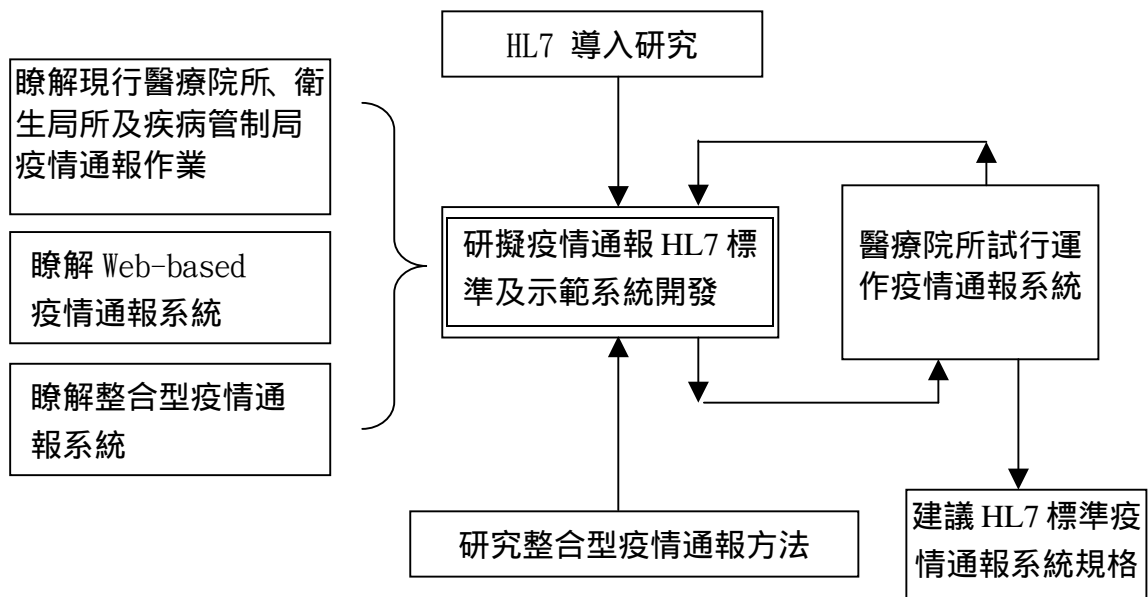 HL7 導入研究
瞭解現行醫療院所、衛
生局所及疾病管制局
疫情通報作業
瞭解 Web-based
疫情通報系統
瞭解整合型疫情通
報系統
研擬疫情通報 HL7 標
準及示範系統開發
醫療院所試行運
作疫情通報系統
研究整合型疫情通報方法
建議 HL7 標準疫
情通報系統規格